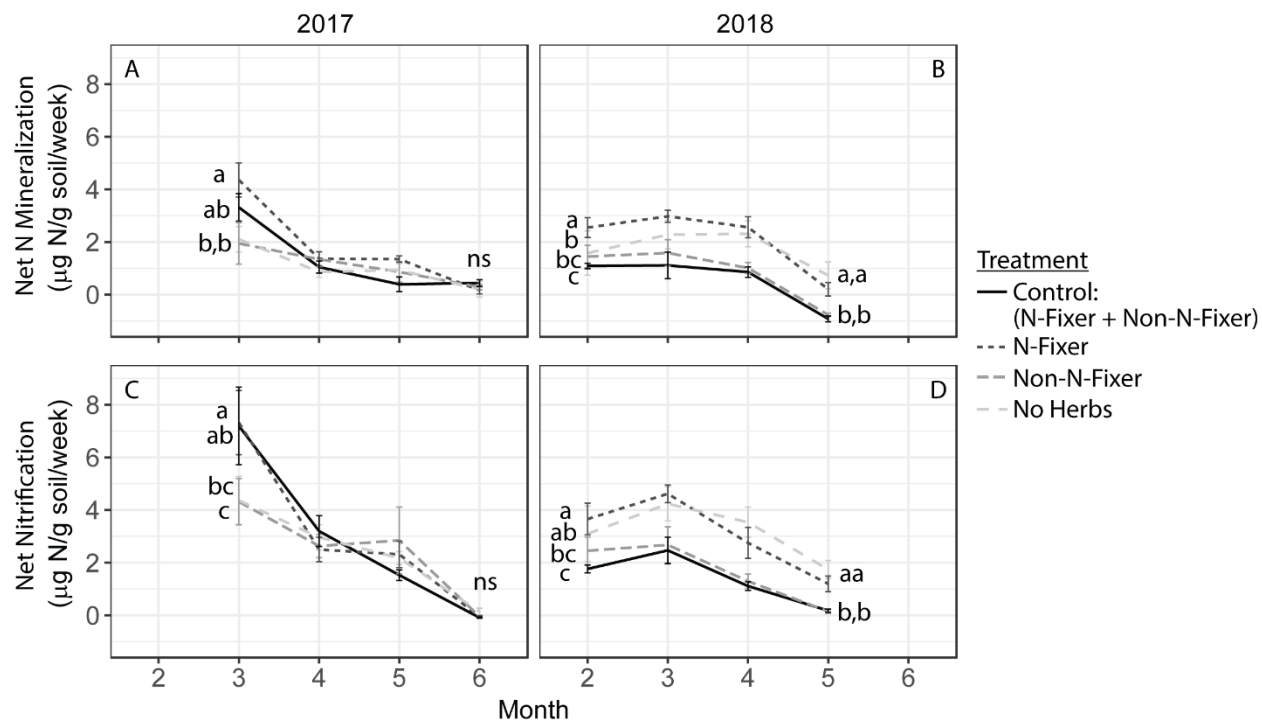 2017
2018
Net N Mineralization
(µg N/g soil/week)
8
6
4
2
0
A
a
ab
b,b
ns
B
a
b
bc
c
a,a
b,b
Treatment
Control:
(N-Fixer + Non-N-Fixer)
N-Fixer
Non-N-Fixer
No Herbs
Net Nitrification
(µg N/g soil/week)
8
6
4
2
0
C
a
ab
bc
c
ns
D
a
ab
bc
c
aa
b,b
2 3 4 5 6
2 3 4 5 6
Month